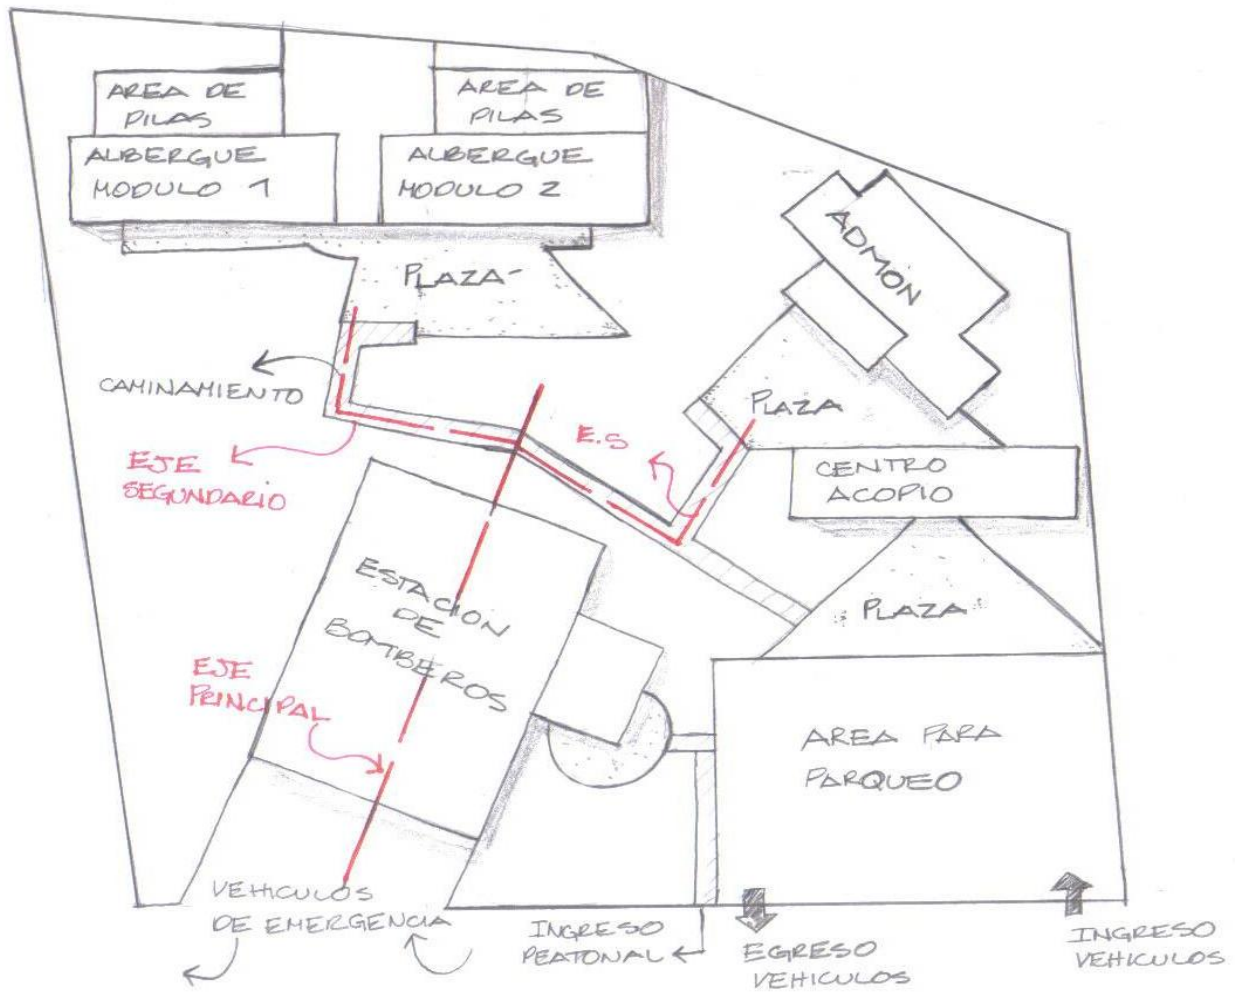 AREA DE
PILAS
AREA DE
PILAS
ALBERGUE
MODULO 1
ALBERGUE
MODULO 2
ADMON
PLAZA
CAMINAMIENTO
PLAZA
E.S
EJE
SEGUNDARIO
CENTRO
ACOPIO
ESTACION
DE
BOMBEROS
PLAZA
EJE
PRINCIPAL
AREA PARA
PARQUEO
VEHICULOS
DE EMERGENCIA
INGRESO
PEATONAL
EGRESO
VEHICULOS
INGRESO
VEHICULOS